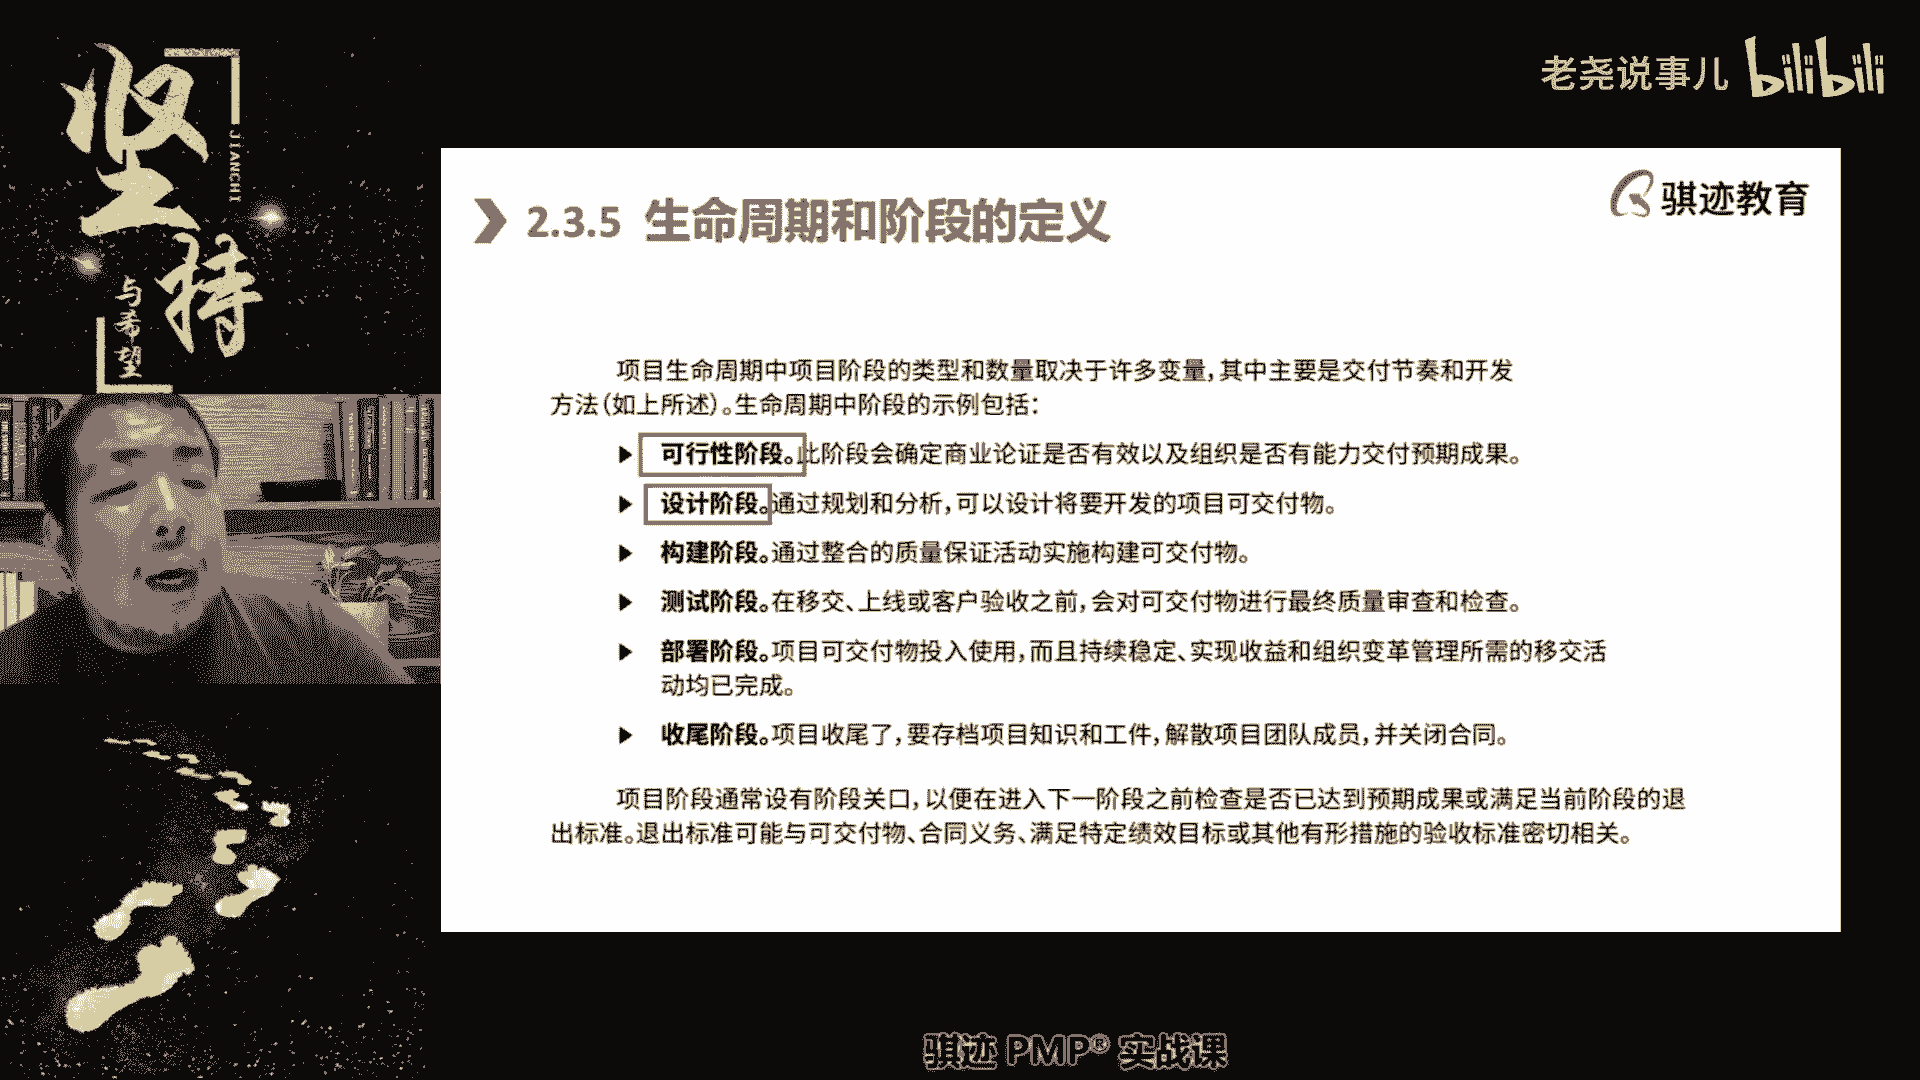 坚持
JIANCHI
与希望
老尧说事儿 bilibili
骐迹教育
2.3.5 生命周期和阶段的定义
项目生命周期中项目阶段的类型和数量取决于许多变量，其中主要是交付节奏和开发
方法（如上所述）。生命周期中阶段的示例包括：
可行性阶段。此阶段会确定商业论证是否有效以及组织是否有能力交付预期成果。
设计阶段。通过规划和分析，可以设计将要开发的项目可交付物。
构建阶段。通过整合的质量保证活动实施构建可交付物。
测试阶段。在移交、上线或客户验收之前，会对可交付物进行最终质量审查和检查。
部署阶段。项目可交付物投入使用，而且持续稳定、实现收益和组织变革管理所需的移交活
动均已完成。
收尾阶段。项目收尾了，要存档项目知识和工件，解散项目团队成员，并关闭合同。
项目阶段通常设有阶段关口，以便在进入下一阶段之前检查是否已达到预期成果或满足当前阶段的退
出标准。退出标准可能与可交付物、合同义务、满足特定绩效目标或其他有形措施的验收标准密切相关。
骐迹 PMP® 实战课